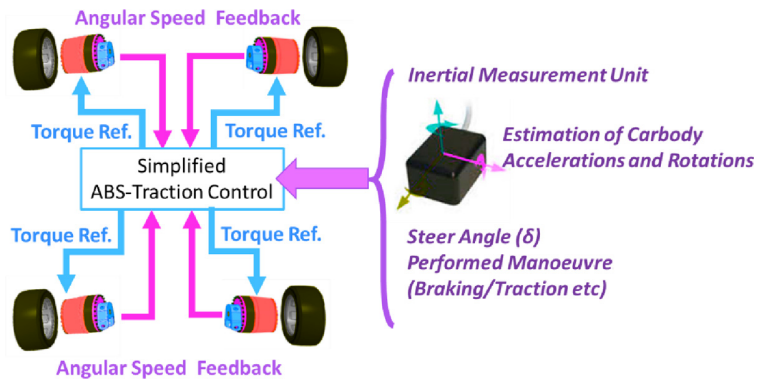 Angular Speed Feedback
Inertial Measurement Unit
Torque Ref.
Torque Ref.
Estimation of Carbody
Accelerations and Rotations
Simplified
ABS-Traction Control
Torque Ref.
Torque Ref.
Steer Angle (δ)
Performed Manoeuvre
(Braking/Traction etc)
Angular Speed Feedback